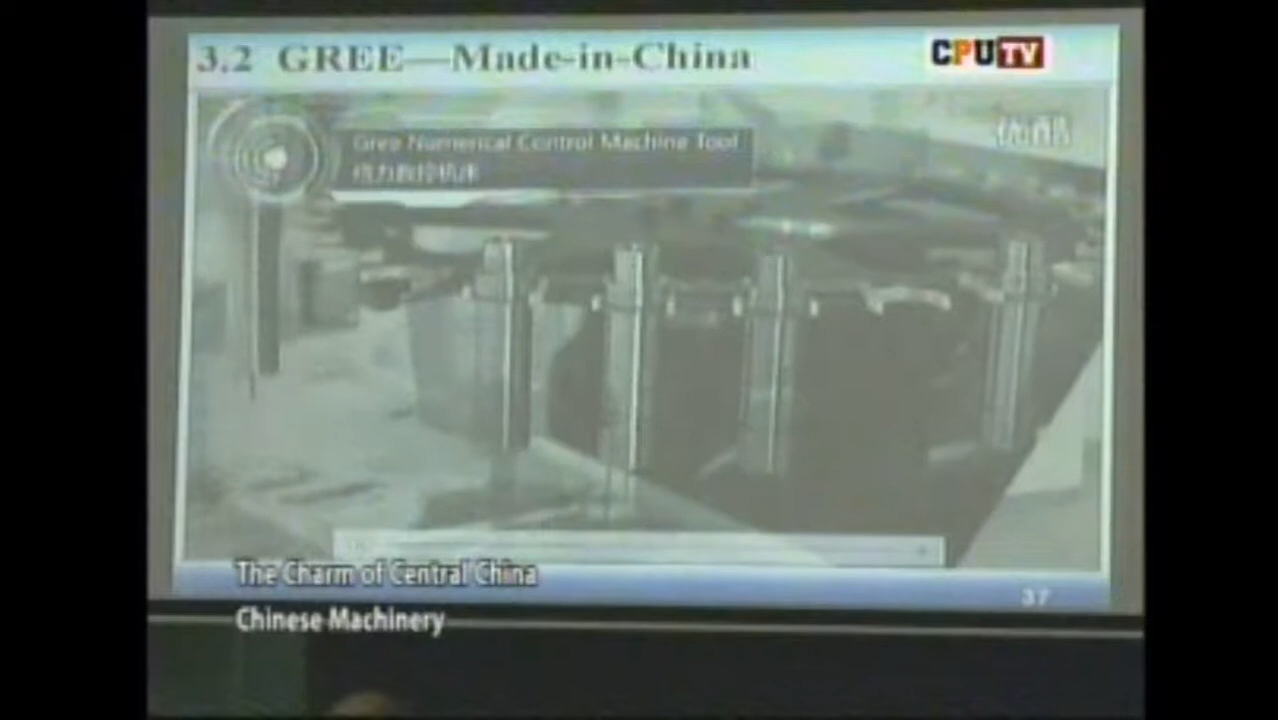 3.2 GREE—Made-in-China
CPUTV
Gree Numerical Control Machine Tool
格力数控机床
The Charm of Central China
37
Chinese Machinery